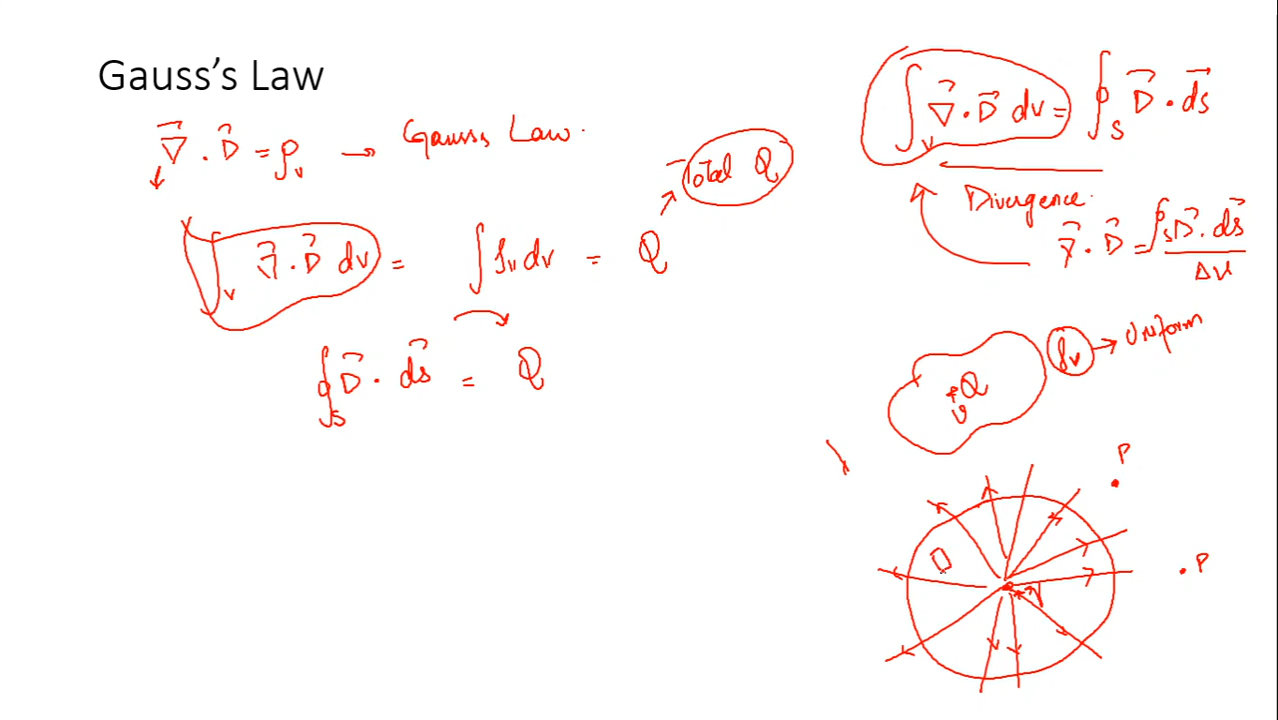 Gauss's Law
∇⃗ · D⃗ = ρᵥ → Gauss Law.
∫ᵥ ∇⃗ · D⃗ dv = ∫ ρᵥ dv = Q
Total Q
∮ₛ D⃗ · ds⃗ = Q
∫ᵥ ∇⃗ · D⃗ dv = ∮ₛ D⃗ · ds⃗
Divergence.
∇⃗ · D⃗ = ∮ₛ D⃗ · ds⃗ / Δv
ρᵥ → Uniform
+Q
P
P
D